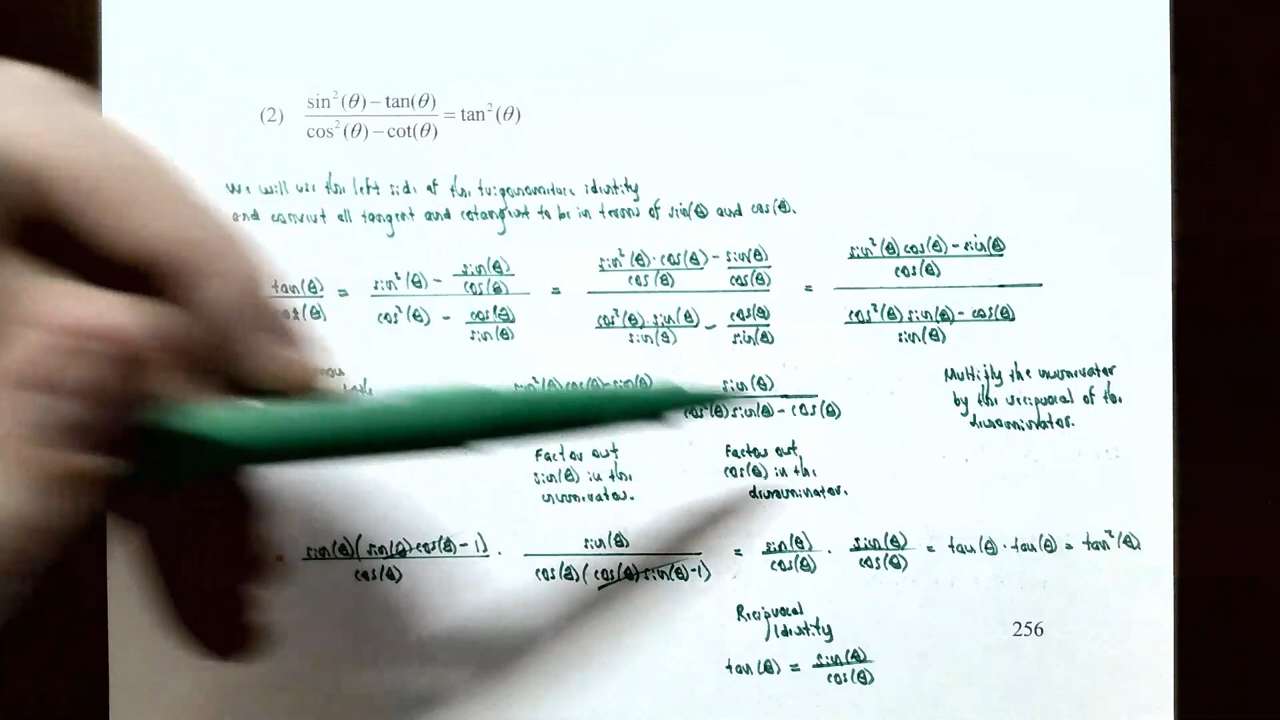 (2) sin²(θ) − tan(θ) / cos²(θ) − cot(θ) = tan²(θ)
We will use the left side of the trigonometric identity
and convert all tangent and cotangent to be in terms of sin(θ) and cos(θ).
tan(θ) / (θ) = (sin²(θ) − sin(θ)/cos(θ)) / (cos²(θ) − cos(θ)/sin(θ)) = (sin²(θ)·cos(θ)/cos(θ) − sin(θ)/cos(θ)) / (cos²(θ)·sin(θ)/sin(θ) − cos(θ)/sin(θ)) = ((sin²(θ)cos(θ) − sin(θ))/cos(θ)) / ((cos²(θ)sin(θ) − cos(θ))/sin(θ))
sin²(θ)cos(θ) − sin(θ) sin(θ) / cos²(θ)sin(θ) − cos(θ)
Multiply the numerator
by the reciprocal of the
denominator.
Factor out
sin(θ) in the
numerator.
Factor out
cos(θ) in the
denominator.
= sin(θ)(sin(θ)cos(θ)−1) / cos(θ) · sin(θ) / cos(θ)(cos(θ)sin(θ)−1) = sin(θ)/cos(θ) · sin(θ)/cos(θ) = tan(θ)·tan(θ) = tan²(θ)
Reciprocal
Identity
tan(θ) = sin(θ)/cos(θ)
256